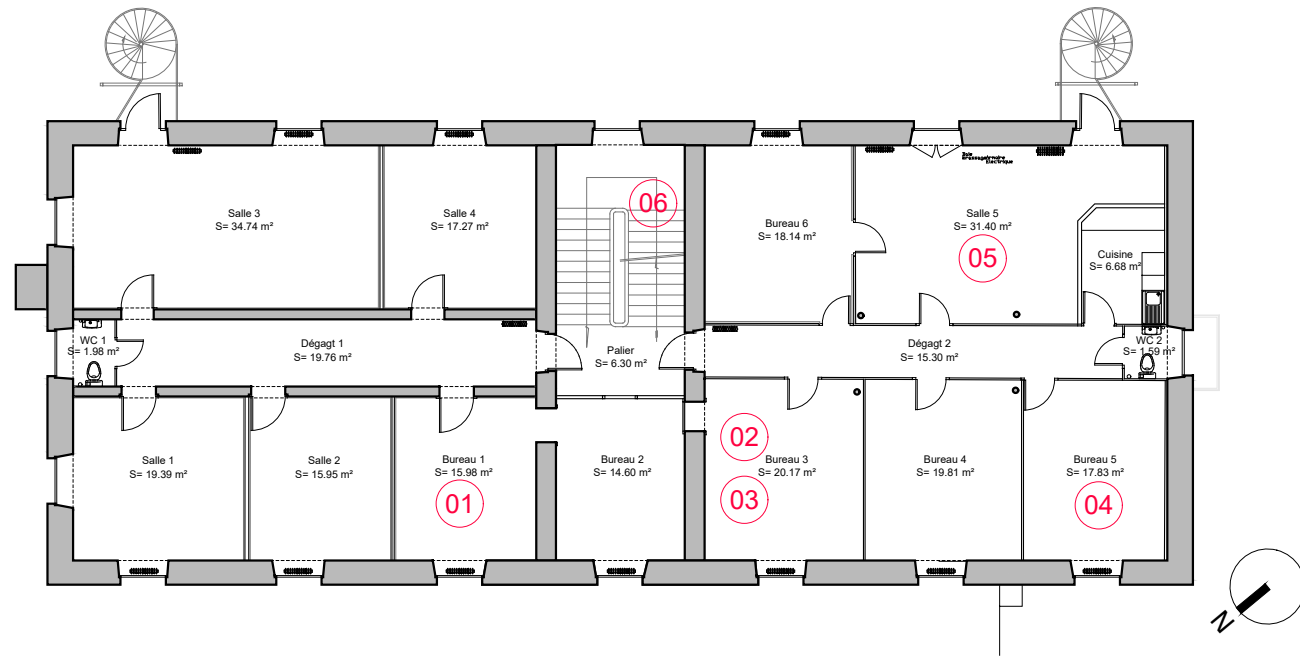 Baie
Brassage
Armoire
Electrique
06
Salle 3
S= 34.74 m²
Salle 4
S= 17.27 m²
Bureau 6
S= 18.14 m²
Salle 5
S= 31.40 m²
05
Cuisine
S= 6.68 m²
WC 1
S= 1.98 m²
Dégagt 1
S= 19.76 m²
Palier
S= 6.30 m²
Dégagt 2
S= 15.30 m²
WC 2
S= 1.59 m²
Salle 1
S= 19.39 m²
Salle 2
S= 15.95 m²
Bureau 1
S= 15.98 m²
01
Bureau 2
S= 14.60 m²
02
Bureau 3
S= 20.17 m²
03
Bureau 4
S= 19.81 m²
Bureau 5
S= 17.83 m²
04
N